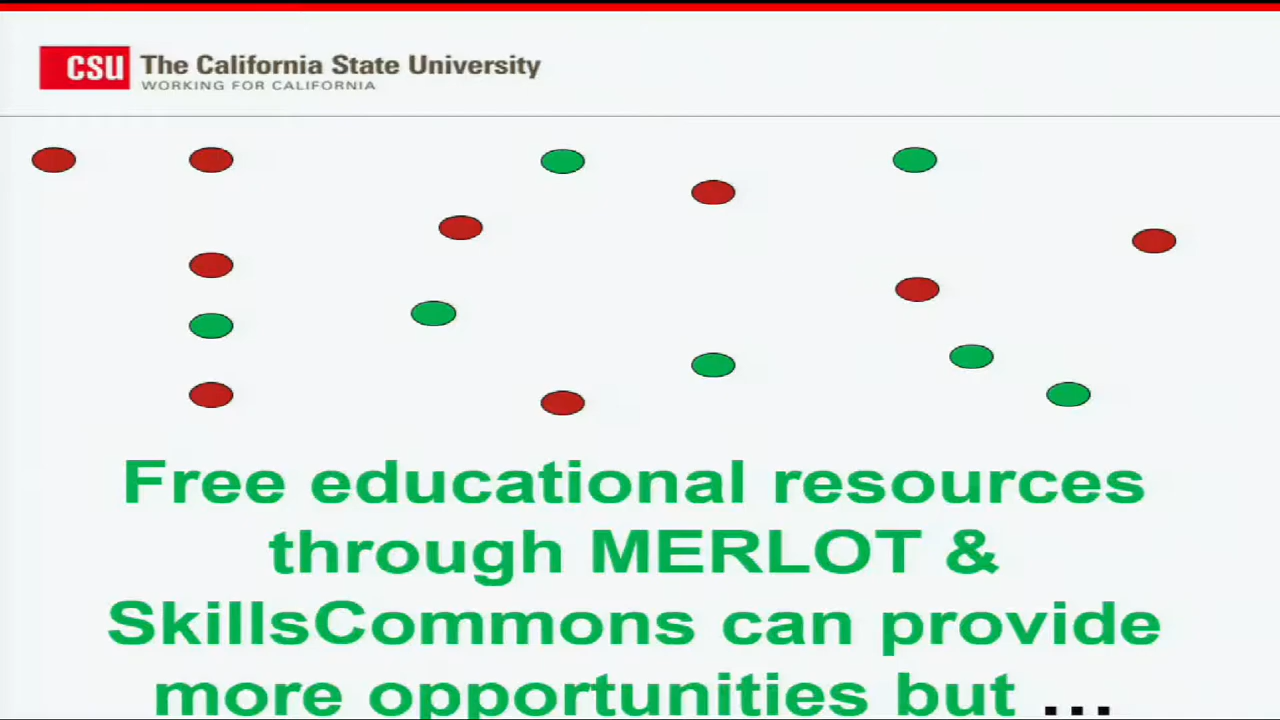 CSU The California State University
WORKING FOR CALIFORNIA
Free educational resources
through MERLOT &
SkillsCommons can provide
more opportunities but ...